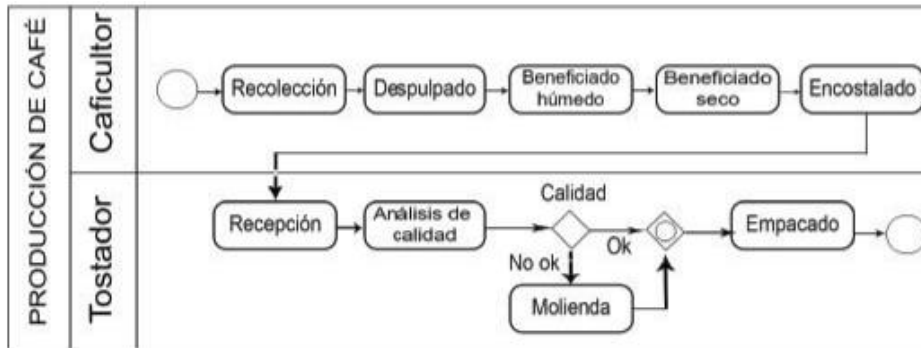 PRODUCCIÓN DE CAFÉ
Caficultor
Recolección
Despulpado
Beneficiado
húmedo
Beneficiado
seco
Encostalado
Tostador
Recepción
Análisis de
calidad
Calidad
Ok
No ok
Molienda
Empacado